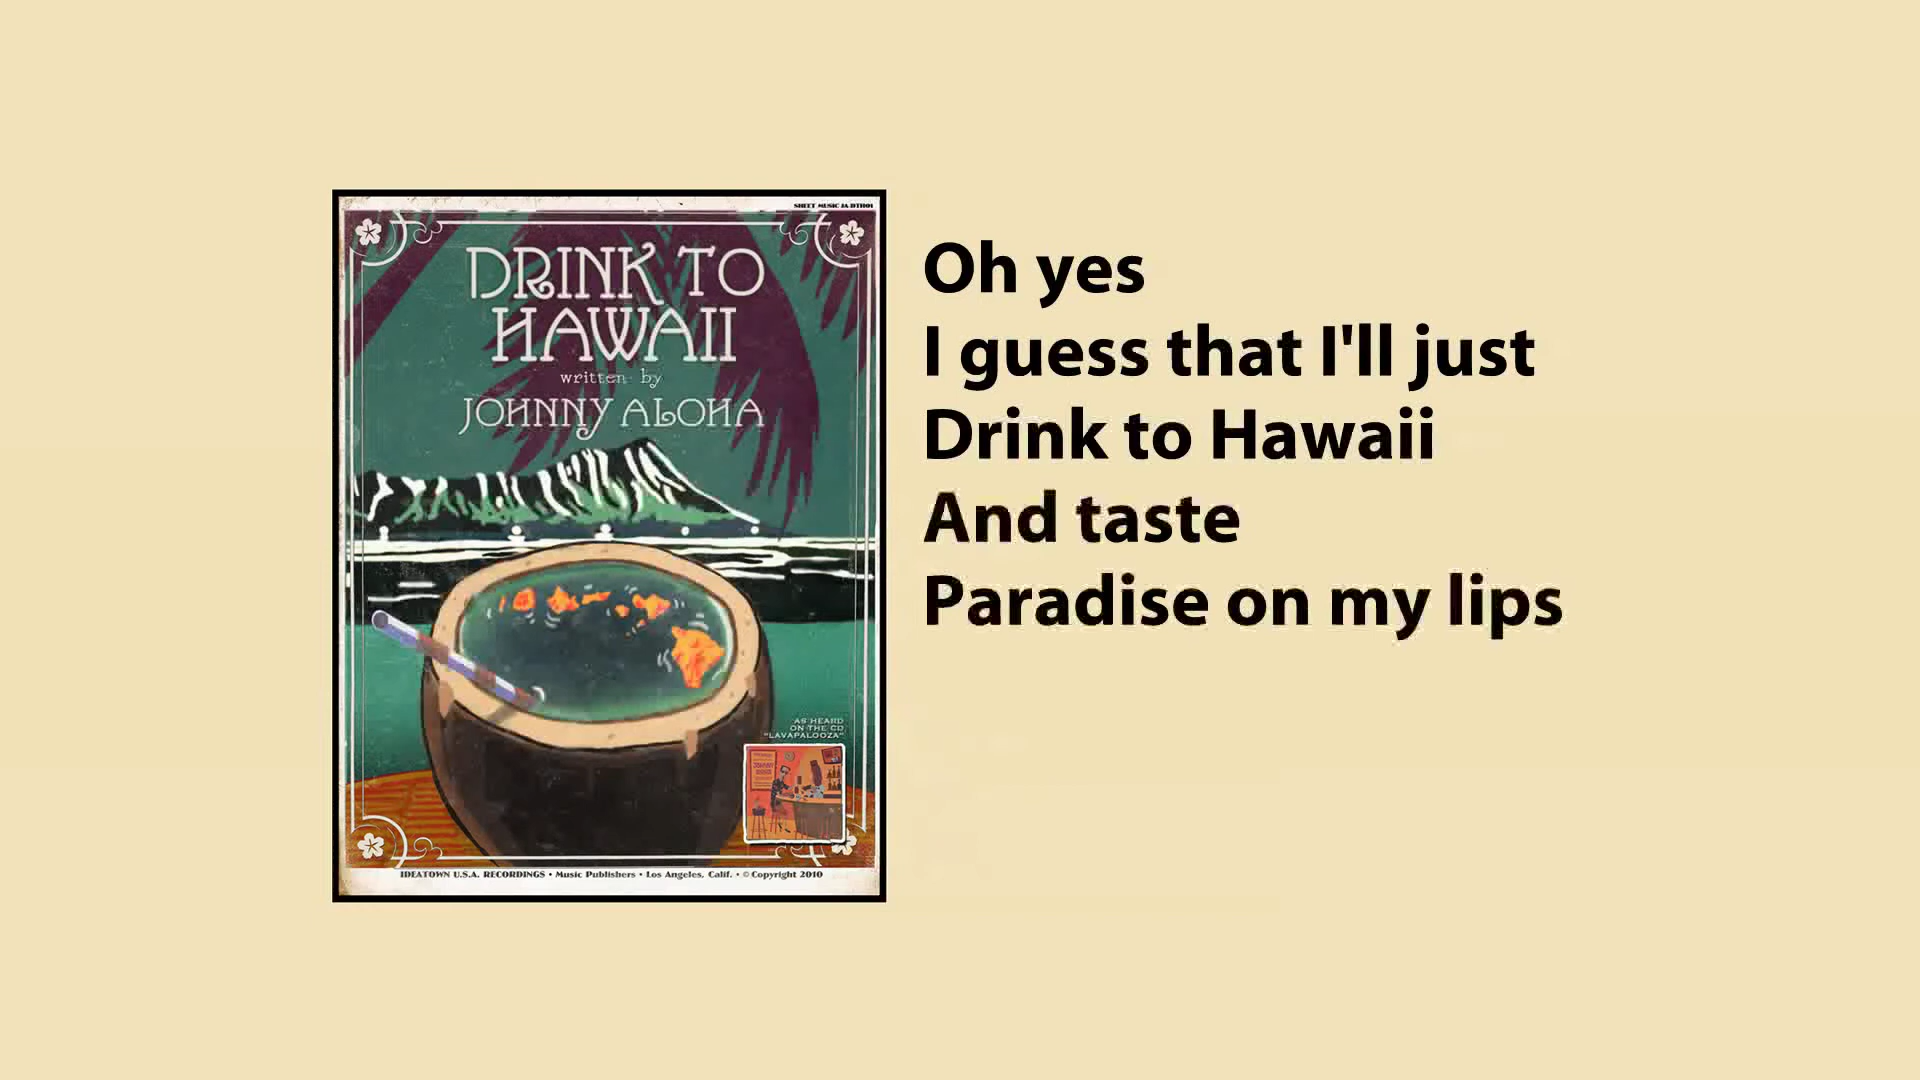 SHEET MUSIC JA-DTH01
DRINK TO
HAWAII
written by
JOHNNY ALOHA
AS HEARD
ON THE CD
"LAVAPALOOZA"
IDEATOWN U.S.A. RECORDINGS • Music Publishers • Los Angeles, Calif. • © Copyright 2010
Oh yes
I guess that I'll just
Drink to Hawaii
And taste
Paradise on my lips